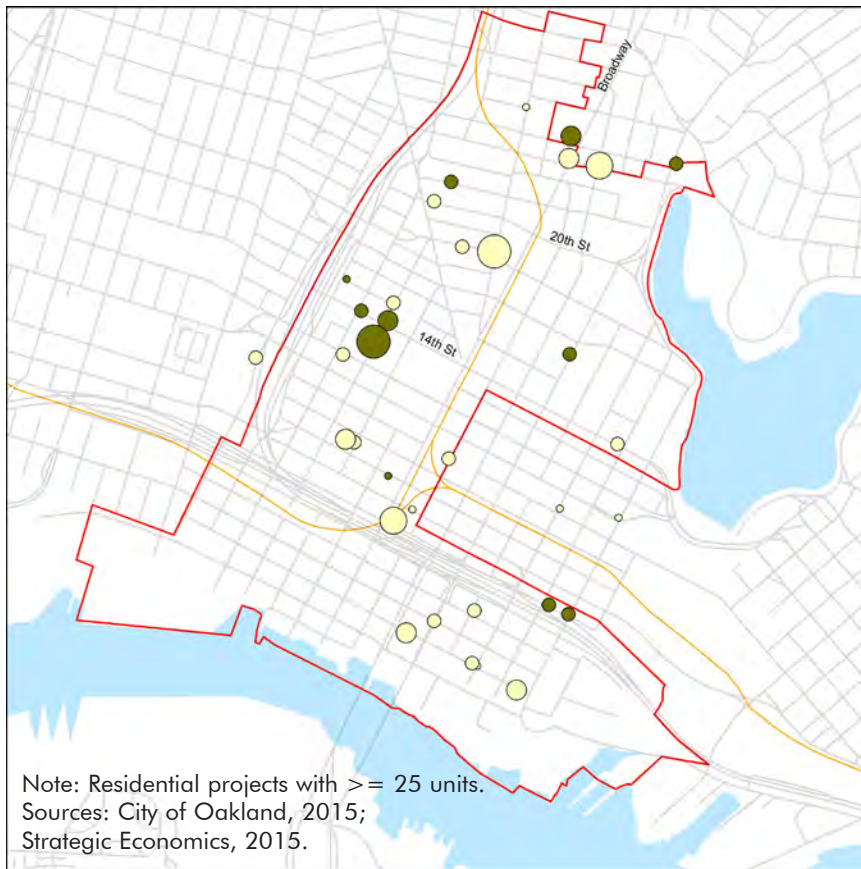 Broadway
20th St
14th St
Note: Residential projects with >= 25 units.
Sources: City of Oakland, 2015;
Strategic Economics, 2015.